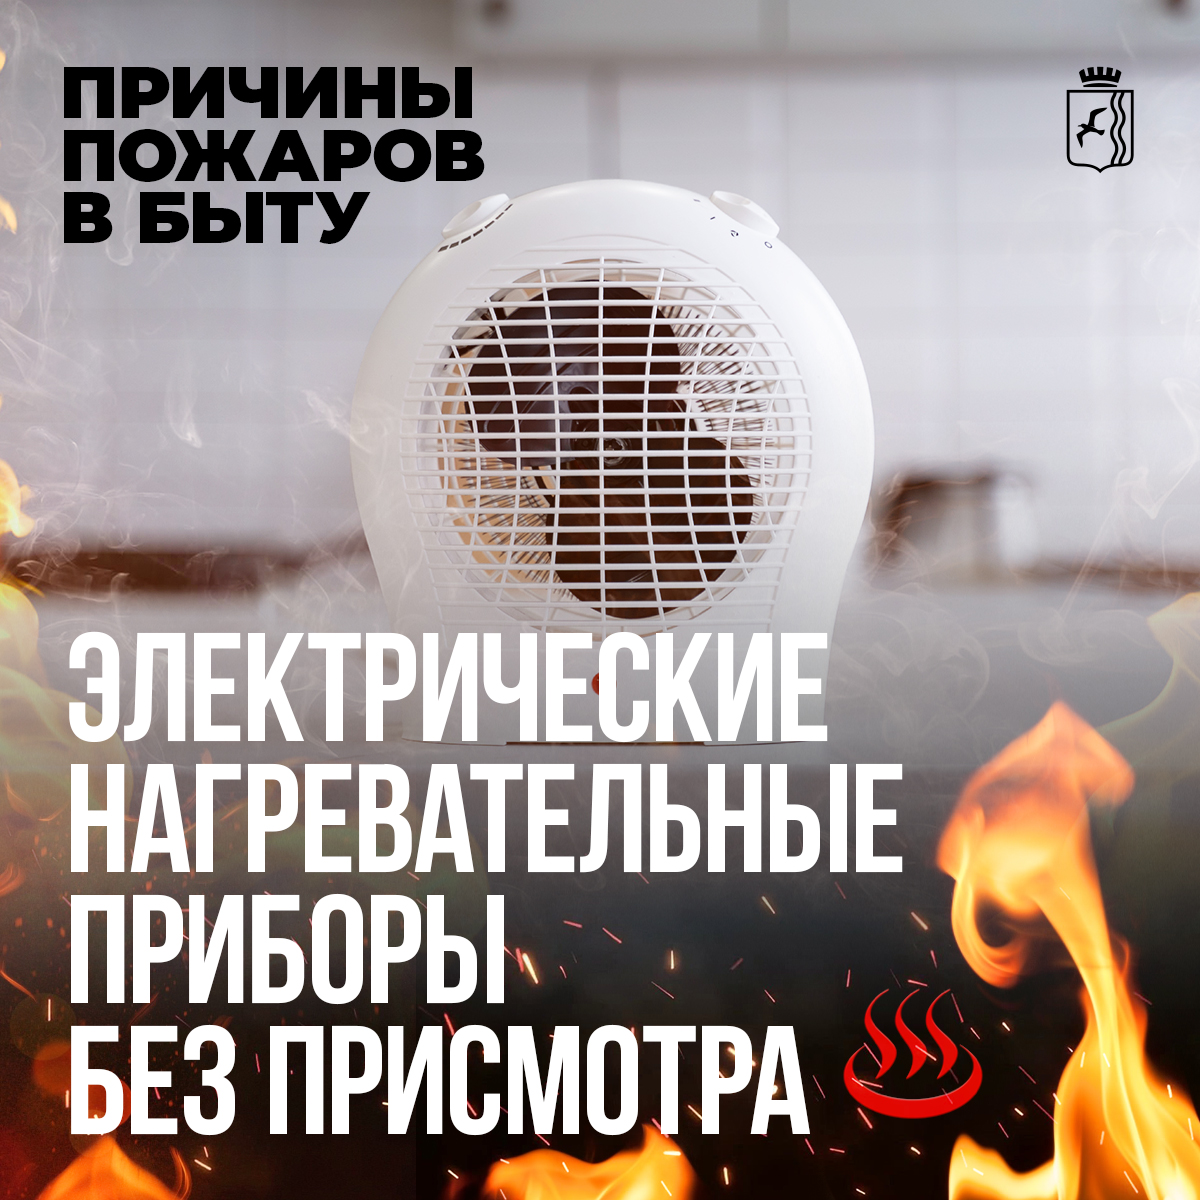 ПРИЧИНЫ
ПОЖАРОВ
В БЫТУ
ЭЛЕКТРИЧЕСКИЕ
НАГРЕВАТЕЛЬНЫЕ
ПРИБОРЫ
БЕЗ ПРИСМОТРА